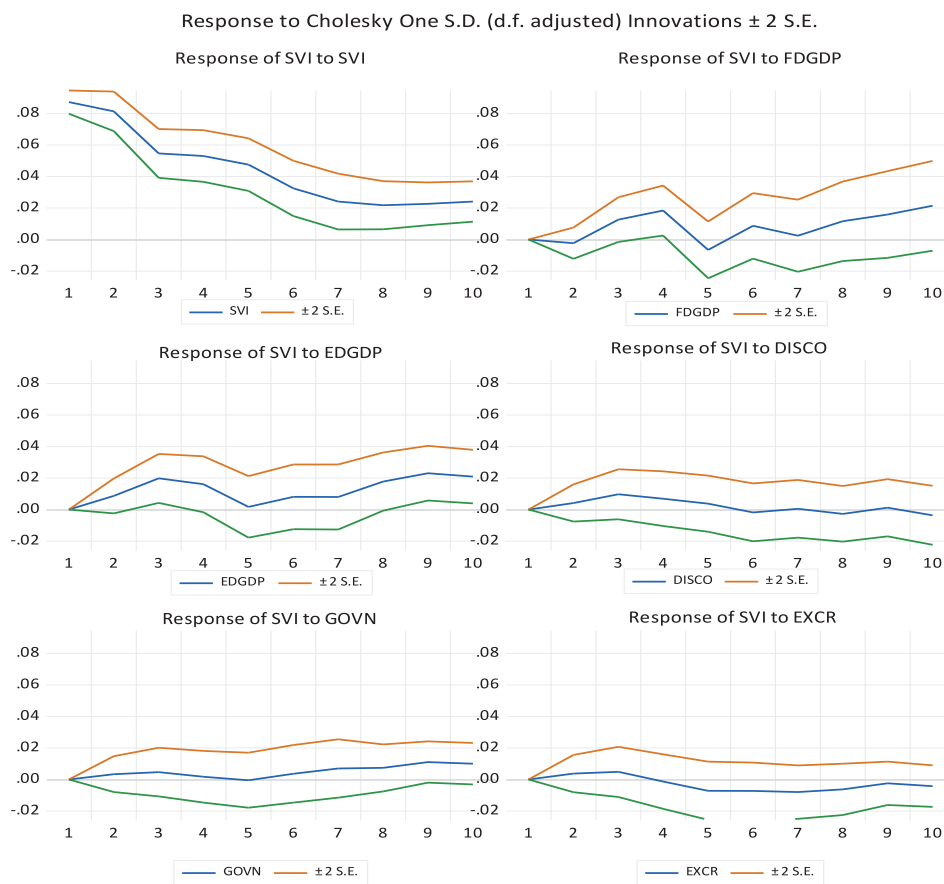 Response to Cholesky One S.D. (d.f. adjusted) Innovations ± 2 S.E.
Response of SVI to SVI
.08
.06
.04
.02
.00
-.02
1 2 3 4 5 6 7 8 9 10
SVI ± 2 S.E.
Response of SVI to FDGDP
.08
.06
.04
.02
.00
-.02
1 2 3 4 5 6 7 8 9 10
FDGDP ± 2 S.E.
Response of SVI to EDGDP
.08
.06
.04
.02
.00
-.02
1 2 3 4 5 6 7 8 9 10
EDGDP ± 2 S.E.
Response of SVI to DISCO
.08
.06
.04
.02
.00
-.02
1 2 3 4 5 6 7 8 9 10
DISCO ± 2 S.E.
Response of SVI to GOVN
.08
.06
.04
.02
.00
-.02
1 2 3 4 5 6 7 8 9 10
GOVN ± 2 S.E.
Response of SVI to EXCR
.08
.06
.04
.02
.00
-.02
1 2 3 4 5 6 7 8 9 10
EXCR ± 2 S.E.